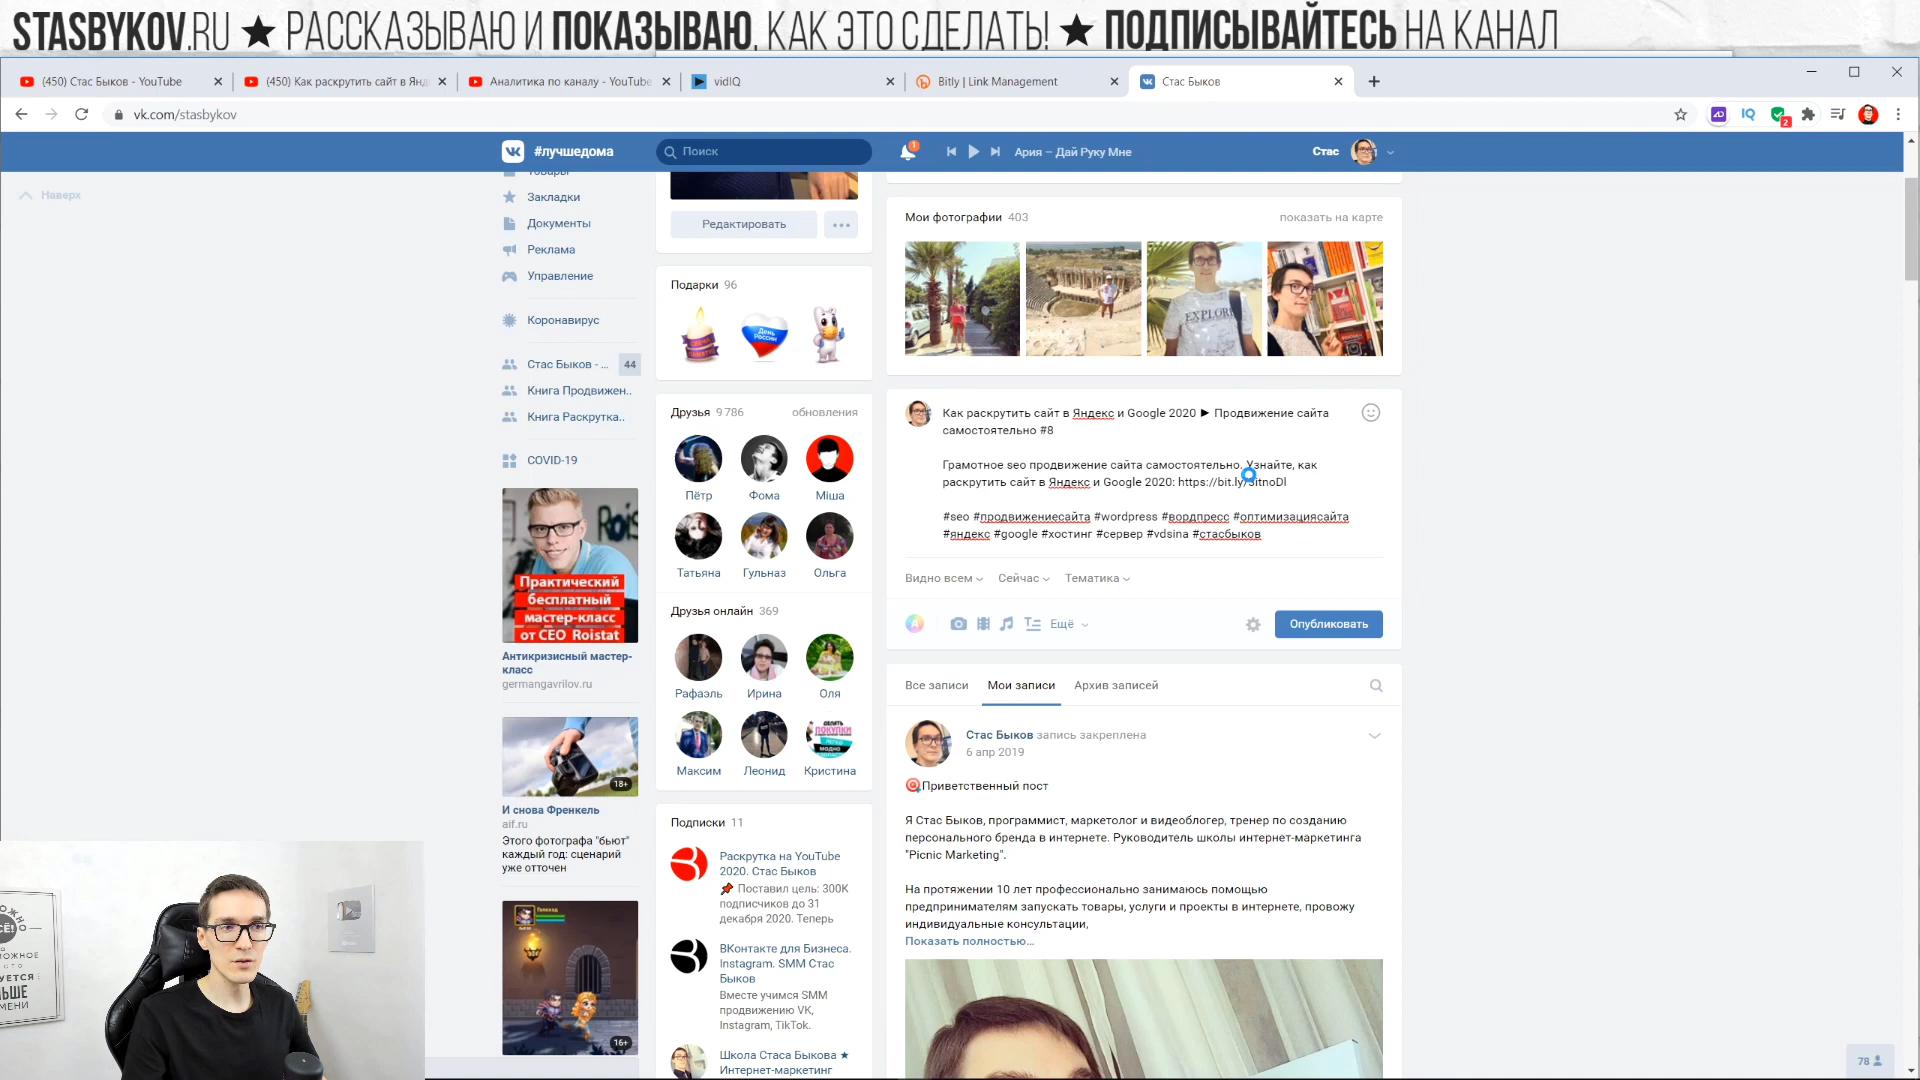 STASBYKOV.RU ★ РАССКАЗЫВАЮ И ПОКАЗЫВАЮ, КАК ЭТО СДЕЛАТЬ! ★ ПОДПИСЫВАЙТЕСЬ НА КАНАЛ
(450) Стас Быков - YouTube
(450) Как раскрутить сайт в Янд
Аналитика по каналу - YouTube
vidIQ
Bitly | Link Management
Стас Быков
vk.com/stasbykov
#лучшедома
Поиск
1
Ария – Дай Руку Мне
Стас
Наверх
Товары
Закладки
Документы
Реклама
Управление
Коронавирус
Стас Быков - ... 44
Книга Продвижен..
Книга Раскрутка..
COVID-19
Практический
бесплатный
мастер-класс
от CEO Roistat
Антикризисный мастер-
класс
germangavrilov.ru
18+
И снова Френкель
aif.ru
Этого фотографа "бьют"
каждый год: сценарий
уже отточен
16+
Редактировать
Подарки 96
День
России
Друзья 9 786 обновления
Пётр Фома Міша
Татьяна Гульназ Ольга
Друзья онлайн 369
Рафаэль Ирина Оля
Максим Леонид Кристина
Подписки 11
Раскрутка на YouTube
2020. Стас Быков
Поставил цель: 300K
подписчиков до 31
декабря 2020. Теперь
ВКонтакте для Бизнеса.
Instagram. SMM Стас
Быков
Вместе учимся SMM
продвижению VK,
Instagram, TikTok.
Школа Стаса Быкова ★
Интернет-маркетинг
Мои фотографии 403 показать на карте
EXPLORE
Как раскрутить сайт в Яндекс и Google 2020 ► Продвижение сайта
самостоятельно #8
Грамотное seo продвижение сайта самостоятельно. Узнайте, как
раскрутить сайт в Яндекс и Google 2020: https://bit.ly/3itnoDl
#seo #продвижениесайта #wordpress #вордпресс #оптимизациясайта
#яндекс #google #хостинг #сервер #vdsina #стасбыков
Видно всем Сейчас Тематика
Ещё
Опубликовать
Все записи Мои записи Архив записей
Стас Быков запись закреплена
6 апр 2019
Приветственный пост
Я Стас Быков, программист, маркетолог и видеоблогер, тренер по созданию
персонального бренда в интернете. Руководитель школы интернет-маркетинга
"Picnic Marketing".
На протяжении 10 лет профессионально занимаюсь помощью
предпринимателям запускать товары, услуги и проекты в интернете, провожу
индивидуальные консультации,
Показать полностью...
78